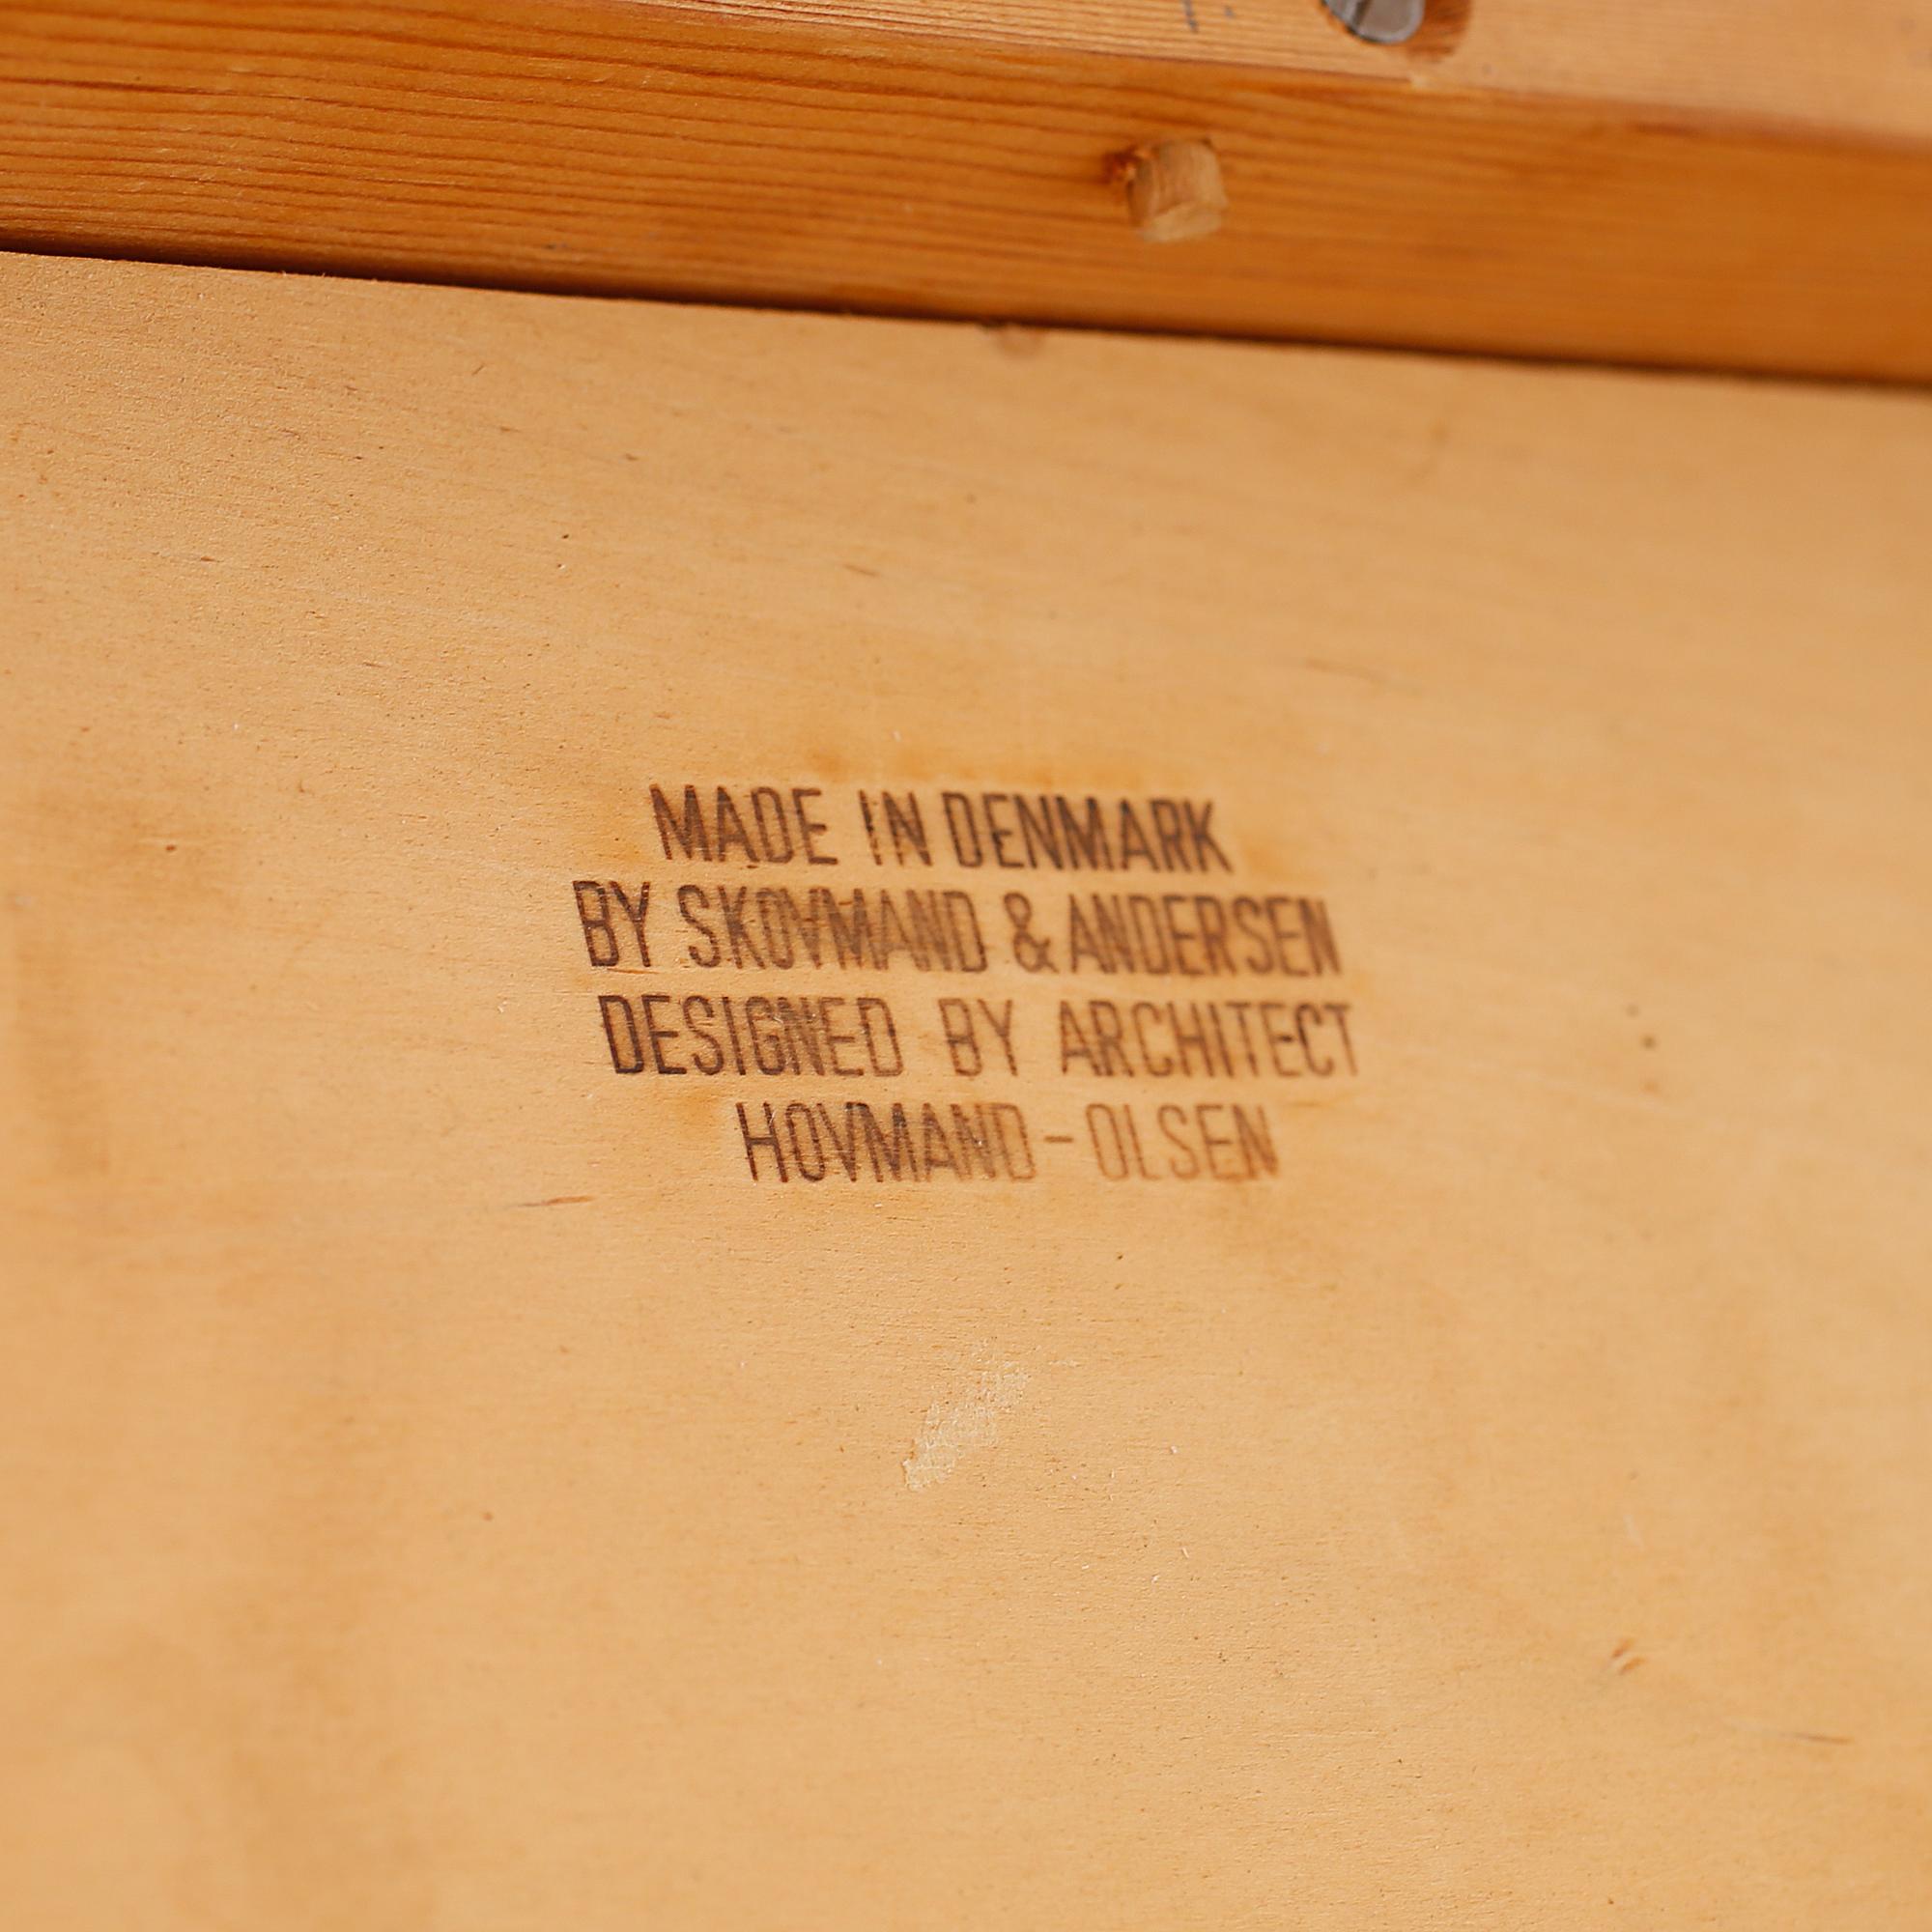 MADE IN DENMARK
BY SKOVMAND & ANDERSEN
DESIGNED BY ARCHITECT
HOVMAND-OLSEN